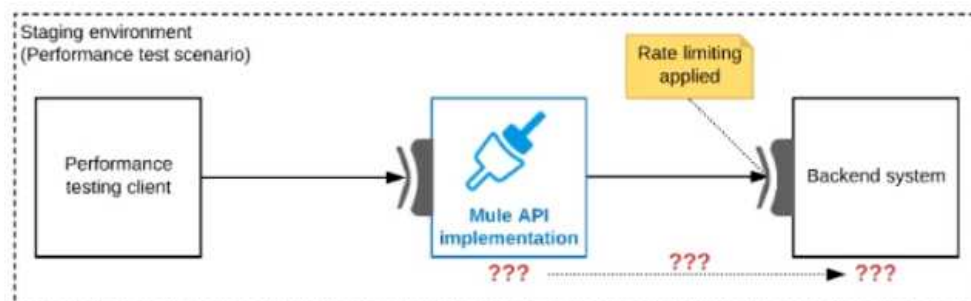 Staging environment
(Performance test scenario)
Rate limiting
applied
Performance
testing client
Mule API
implementation
Backend system
???
???
???